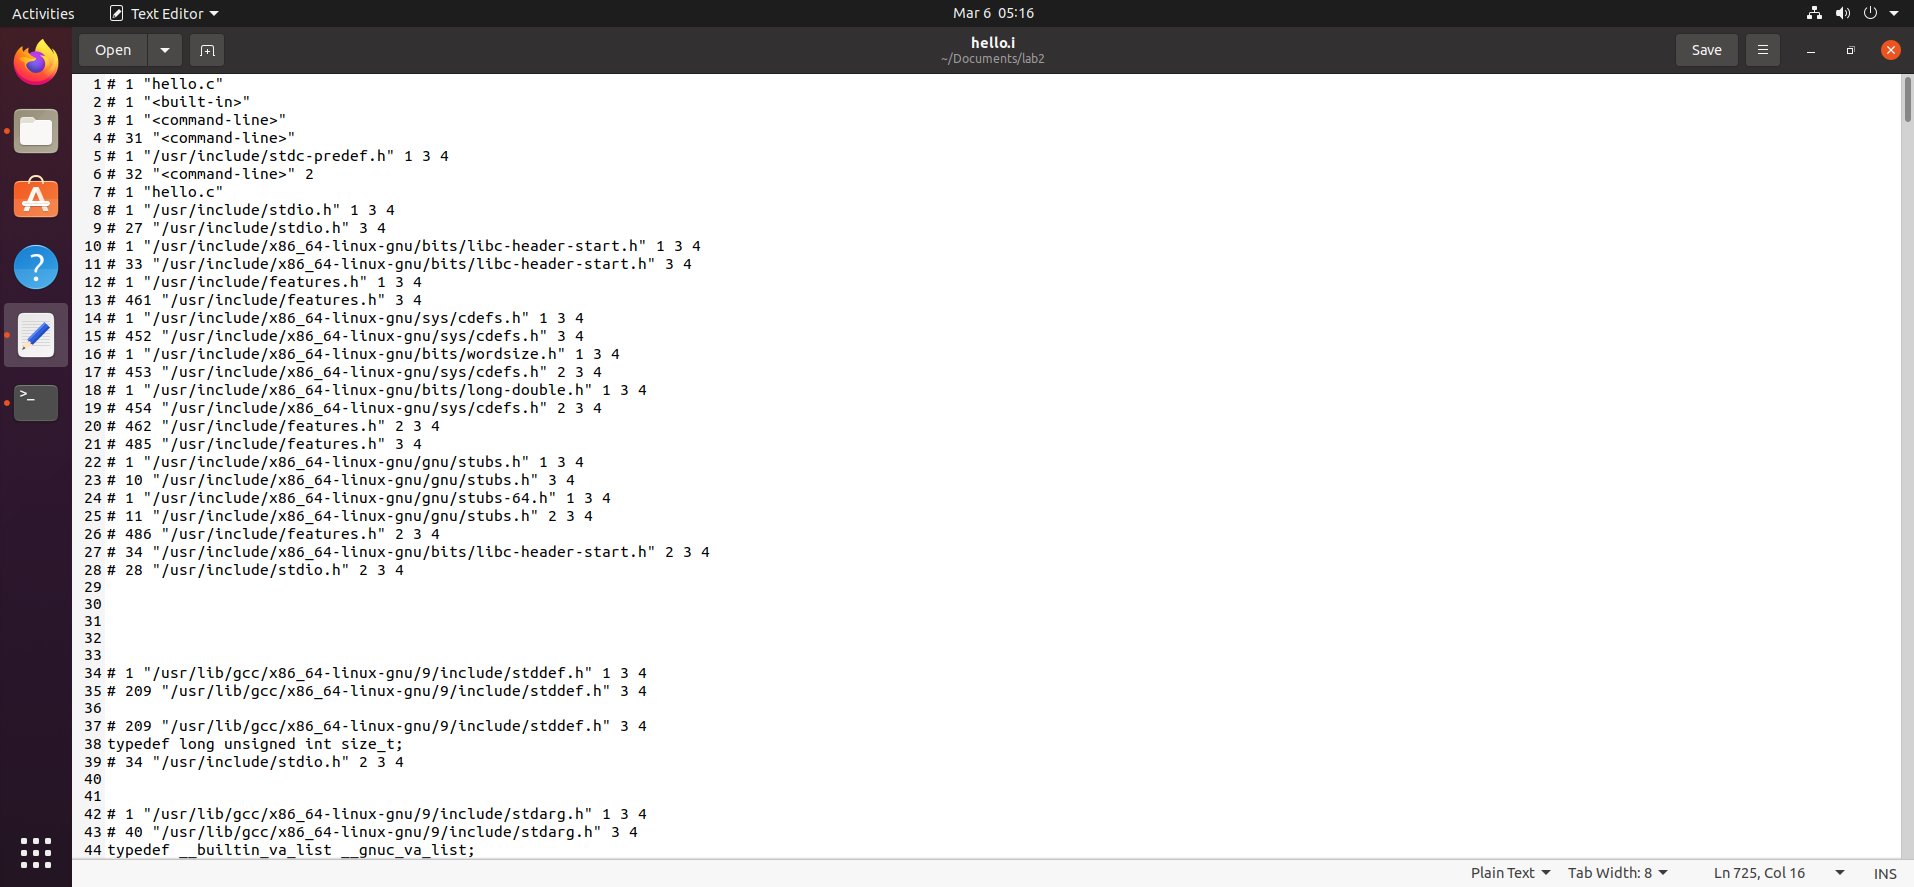 Activities Text Editor Mar 6 05:16
Open hello.i Save
~/Documents/lab2
1 # 1 "hello.c"
2 # 1 "<built-in>"
3 # 1 "<command-line>"
4 # 31 "<command-line>"
5 # 1 "/usr/include/stdc-predef.h" 1 3 4
6 # 32 "<command-line>" 2
7 # 1 "hello.c"
8 # 1 "/usr/include/stdio.h" 1 3 4
9 # 27 "/usr/include/stdio.h" 3 4
10 # 1 "/usr/include/x86_64-linux-gnu/bits/libc-header-start.h" 1 3 4
11 # 33 "/usr/include/x86_64-linux-gnu/bits/libc-header-start.h" 3 4
12 # 1 "/usr/include/features.h" 1 3 4
13 # 461 "/usr/include/features.h" 3 4
14 # 1 "/usr/include/x86_64-linux-gnu/sys/cdefs.h" 1 3 4
15 # 452 "/usr/include/x86_64-linux-gnu/sys/cdefs.h" 3 4
16 # 1 "/usr/include/x86_64-linux-gnu/bits/wordsize.h" 1 3 4
17 # 453 "/usr/include/x86_64-linux-gnu/sys/cdefs.h" 2 3 4
18 # 1 "/usr/include/x86_64-linux-gnu/bits/long-double.h" 1 3 4
19 # 454 "/usr/include/x86_64-linux-gnu/sys/cdefs.h" 2 3 4
20 # 462 "/usr/include/features.h" 2 3 4
21 # 485 "/usr/include/features.h" 3 4
22 # 1 "/usr/include/x86_64-linux-gnu/gnu/stubs.h" 1 3 4
23 # 10 "/usr/include/x86_64-linux-gnu/gnu/stubs.h" 3 4
24 # 1 "/usr/include/x86_64-linux-gnu/gnu/stubs-64.h" 1 3 4
25 # 11 "/usr/include/x86_64-linux-gnu/gnu/stubs.h" 2 3 4
26 # 486 "/usr/include/features.h" 2 3 4
27 # 34 "/usr/include/x86_64-linux-gnu/bits/libc-header-start.h" 2 3 4
28 # 28 "/usr/include/stdio.h" 2 3 4
29
30
31
32
33
34 # 1 "/usr/lib/gcc/x86_64-linux-gnu/9/include/stddef.h" 1 3 4
35 # 209 "/usr/lib/gcc/x86_64-linux-gnu/9/include/stddef.h" 3 4
36
37 # 209 "/usr/lib/gcc/x86_64-linux-gnu/9/include/stddef.h" 3 4
38 typedef long unsigned int size_t;
39 # 34 "/usr/include/stdio.h" 2 3 4
40
41
42 # 1 "/usr/lib/gcc/x86_64-linux-gnu/9/include/stdarg.h" 1 3 4
43 # 40 "/usr/lib/gcc/x86_64-linux-gnu/9/include/stdarg.h" 3 4
44 typedef __builtin_va_list __gnuc_va_list;
Plain Text Tab Width: 8 Ln 725, Col 16 INS